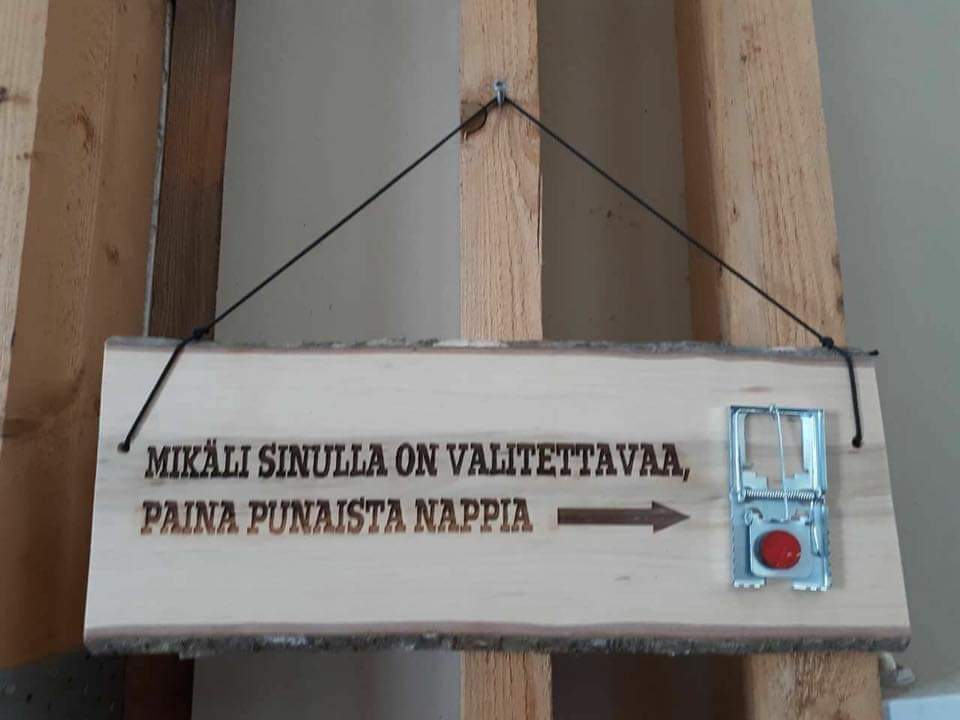 MIKÄLI SINULLA ON VALITETTAVAA,
PAINA PUNAISTA NAPPIA